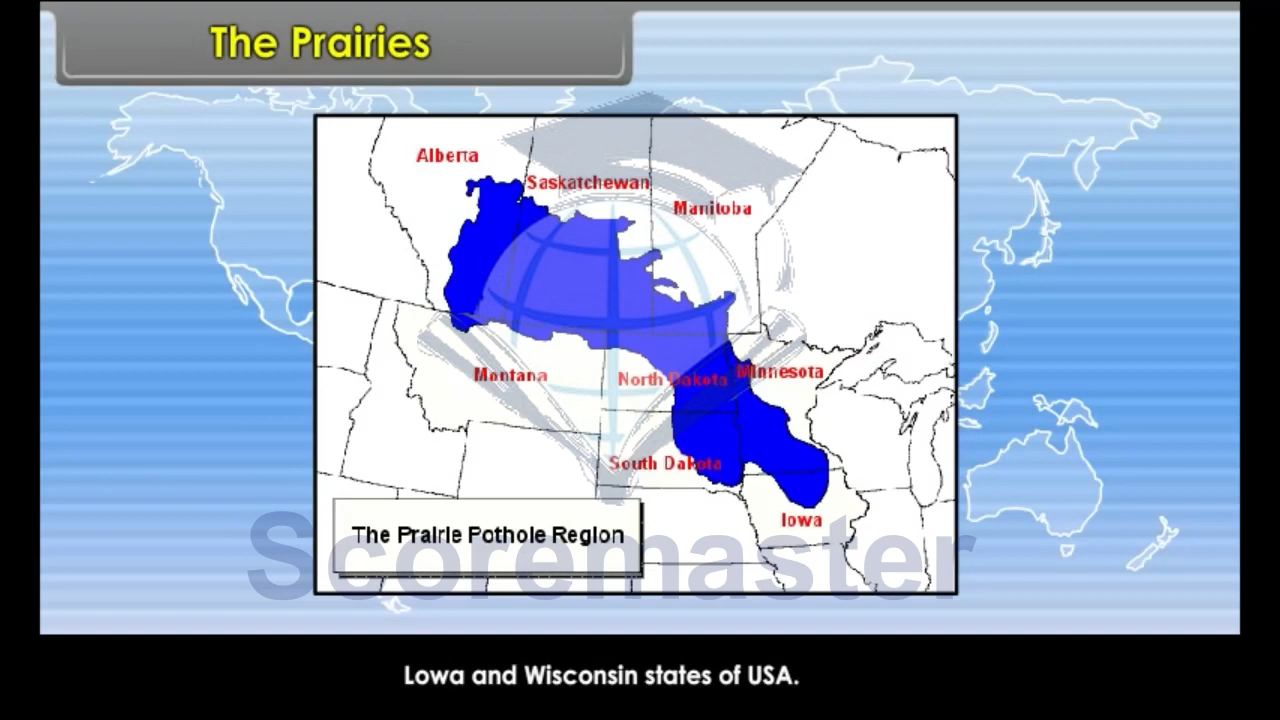 The Prairies
Alberta
Saskatchewan
Manitoba
Montana
North Dakota
Minnesota
South Dakota
Iowa
The Prairie Pothole Region
Scoremaster
Lowa and Wisconsin states of USA.